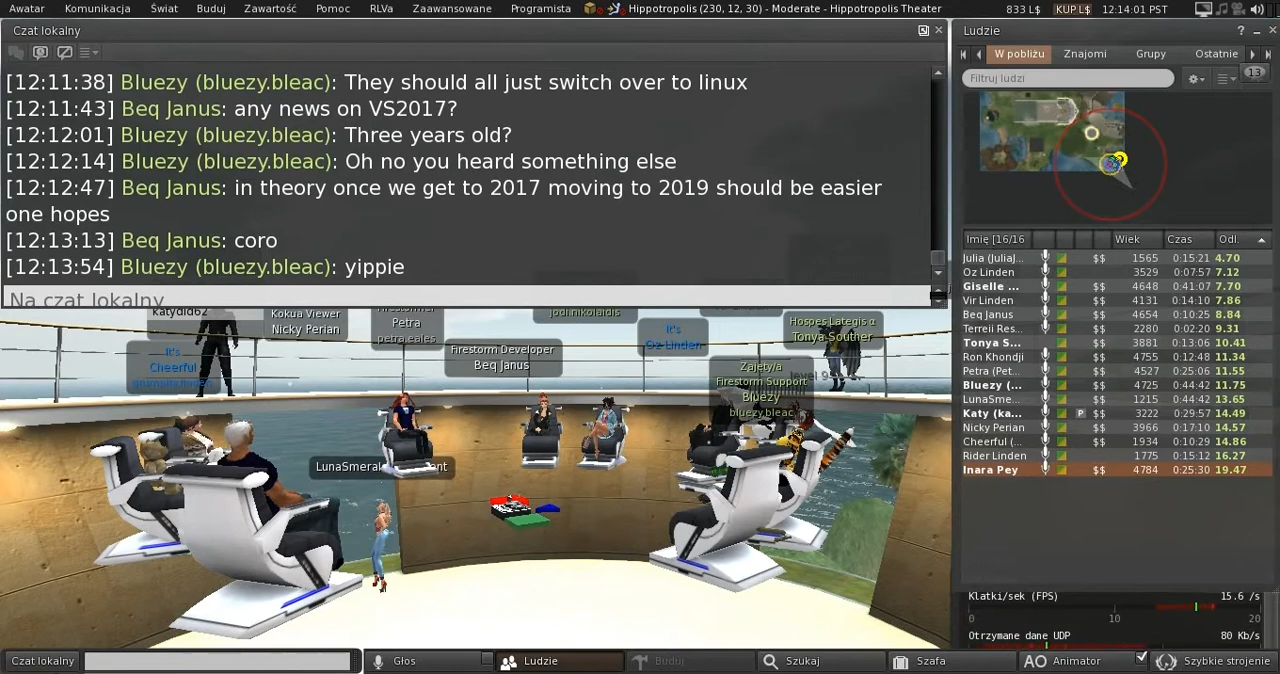 Awatar Komunikacja Świat Buduj Zawartość Pomoc RLVa Zaawansowane Programista Hippotropolis (230, 12, 30) - Moderate - Hippotropolis Theater 833 L$ KUP L$ 12:14:01 PST
Czat lokalny
[12:11:38] Bluezy (bluezy.bleac): They should all just switch over to linux
[12:11:43] Beq Janus: any news on VS2017?
[12:12:01] Bluezy (bluezy.bleac): Three years old?
[12:12:14] Bluezy (bluezy.bleac): Oh no you heard something else
[12:12:47] Beq Janus: in theory once we get to 2017 moving to 2019 should be easier
one hopes
[12:13:13] Beq Janus: coro
[12:13:54] Bluezy (bluezy.bleac): yippie
Na czat lokalny
katydid62
Kokua Viewer
Nicky Perian
Petra
petra.eales
jodi.nikolaidis
Firestorm Developer
Beq Janus
It's
Oz Linden
Hospes Lategis α
Tonya Souther
It's
Cheerful
Zajęty/a
Firestorm Support
Bluezy
bluezy.bleac
Ludzie
W pobliżu Znajomi Grupy Ostatnie
Filtruj ludzi
13
Imię [16/16 Wiek Czas Odl.
Julia (JuliaJ... $$ 1565 0:15:21 4.70
Oz Linden 3529 0:07:57 7.12
Giselle ... $$ 4648 0:41:07 7.70
Vir Linden $$ 4131 0:14:10 7.86
Beq Janus $$ 4654 0:10:25 8.84
Terreii Res... $$ 2280 0:02:20 9.31
Tonya S... $$ 3881 0:13:06 10.41
Ron Khondji $$ 4755 0:12:48 11.34
Petra (Pet... $$ 4527 0:25:06 11.55
Bluezy (... $$ 4725 0:44:42 11.75
LunaSme... 1215 0:44:42 13.65
Katy (ka... P $$ 3222 0:29:57 14.49
Nicky Perian $$ 3966 0:17:10 14.57
Cheerful (... $$ 1934 0:10:29 14.86
Rider Linden 1775 0:15:12 16.27
Inara Pey $$ 4784 0:25:30 19.47
Klatki/sek (FPS) 15.6 /s
0 10 20
Otrzymane dane UDP 80 Kb/s
Czat lokalny Głos Ludzie Buduj Szukaj Szafa AO Animator Szybkie strojenie